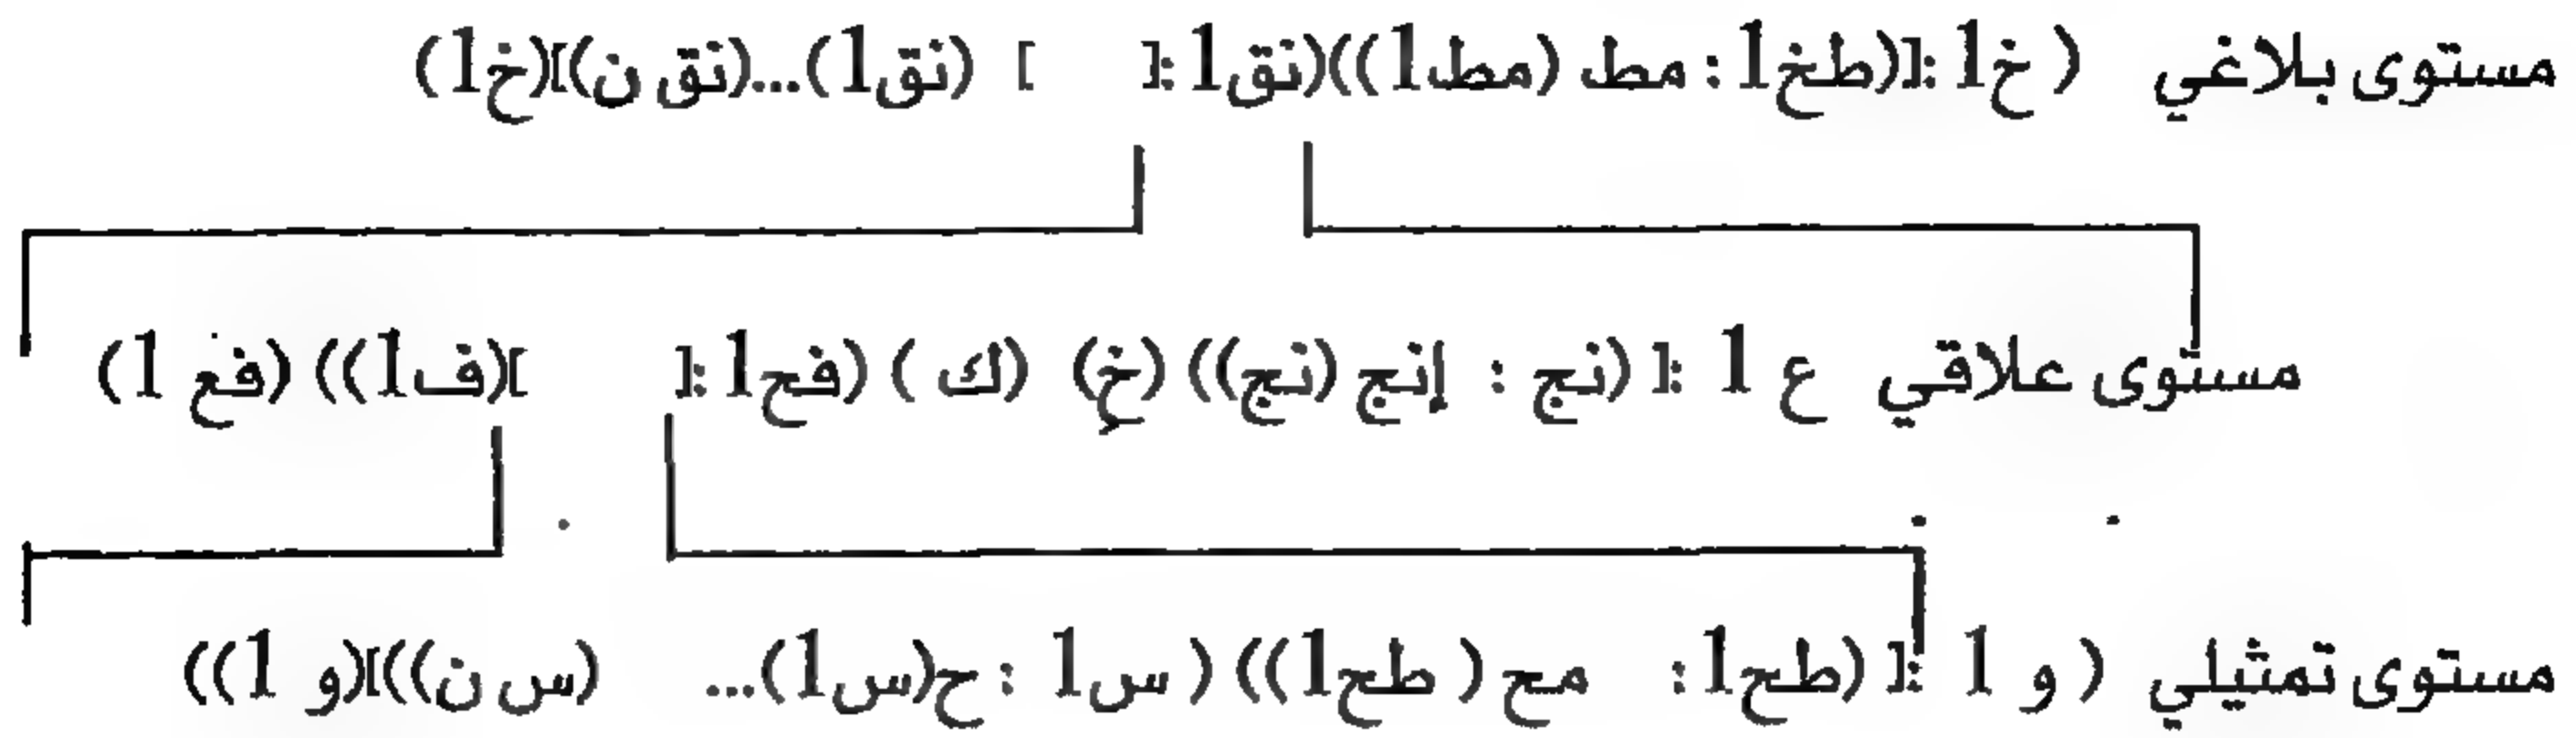 مستوى بلاغي ( خ1 :[(طخ1 : مط (مط1))(نق1 :[ ] (نق1)...(نق ن)](خ1)
مستوى علاقي ع 1 :[ (نج : إنج (نج)) (خ) (ك ) (فح1 :[ ](ف1)) (فع 1)
مستوى تمثيلي ( و 1 :[ (طح1 : مح ( طح1)) ( س1 : ح(س1)... (س ن))](و 1))